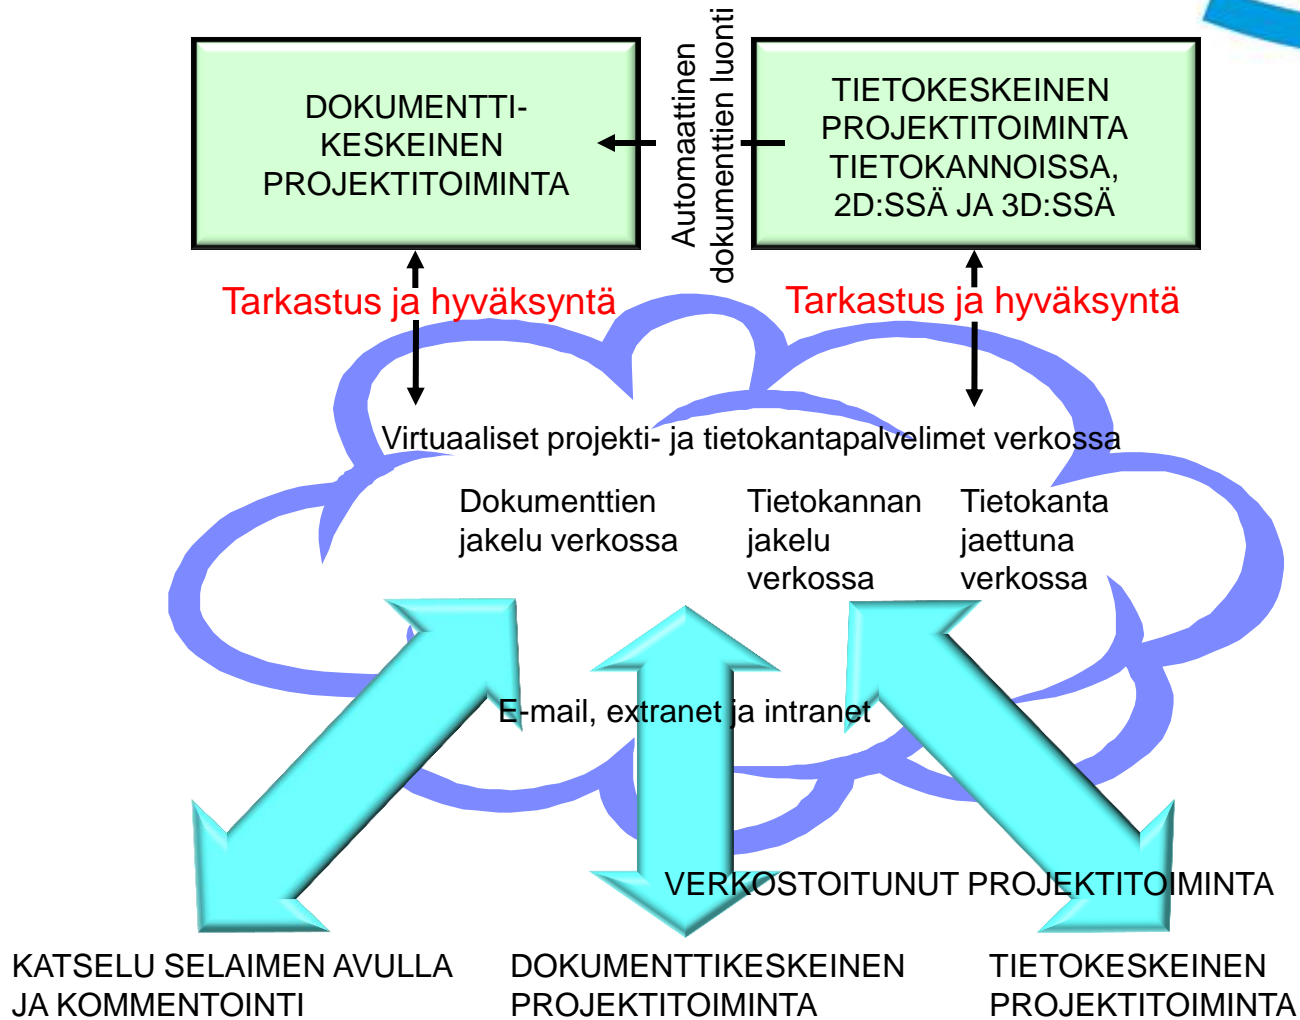 DOKUMENTTI-
KESKEINEN
PROJEKTITOIMINTA
Automaattinen
dokumenttien luonti
TIETOKESKEINEN
PROJEKTITOIMINTA
TIETOKANNOISSA,
2D:SSÄ JA 3D:SSÄ
Tarkastus ja hyväksyntä
Tarkastus ja hyväksyntä
Virtuaaliset projekti- ja tietokantapalvelimet verkossa
Dokumenttien
jakelu verkossa
Tietokannan
jakelu
verkossa
Tietokanta
jaettuna
verkossa
E-mail, extranet ja intranet
VERKOSTOITUNUT PROJEKTITOIMINTA
KATSELU SELAIMEN AVULLA
JA KOMMENTOINTI
DOKUMENTTIKESKEINEN
PROJEKTITOIMINTA
TIETOKESKEINEN
PROJEKTITOIMINTA